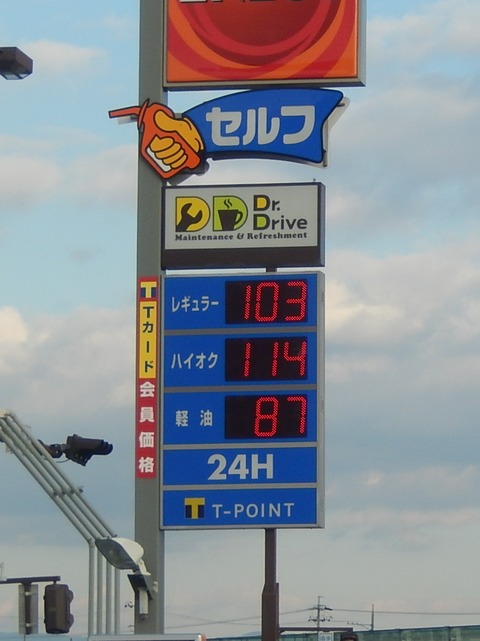 セルフ
Dr.
Drive
Maintenance & Refreshment
レギュラー 103
ハイオク 114
軽油 87
24H
T T-POINT
T
Tカード
会員価格